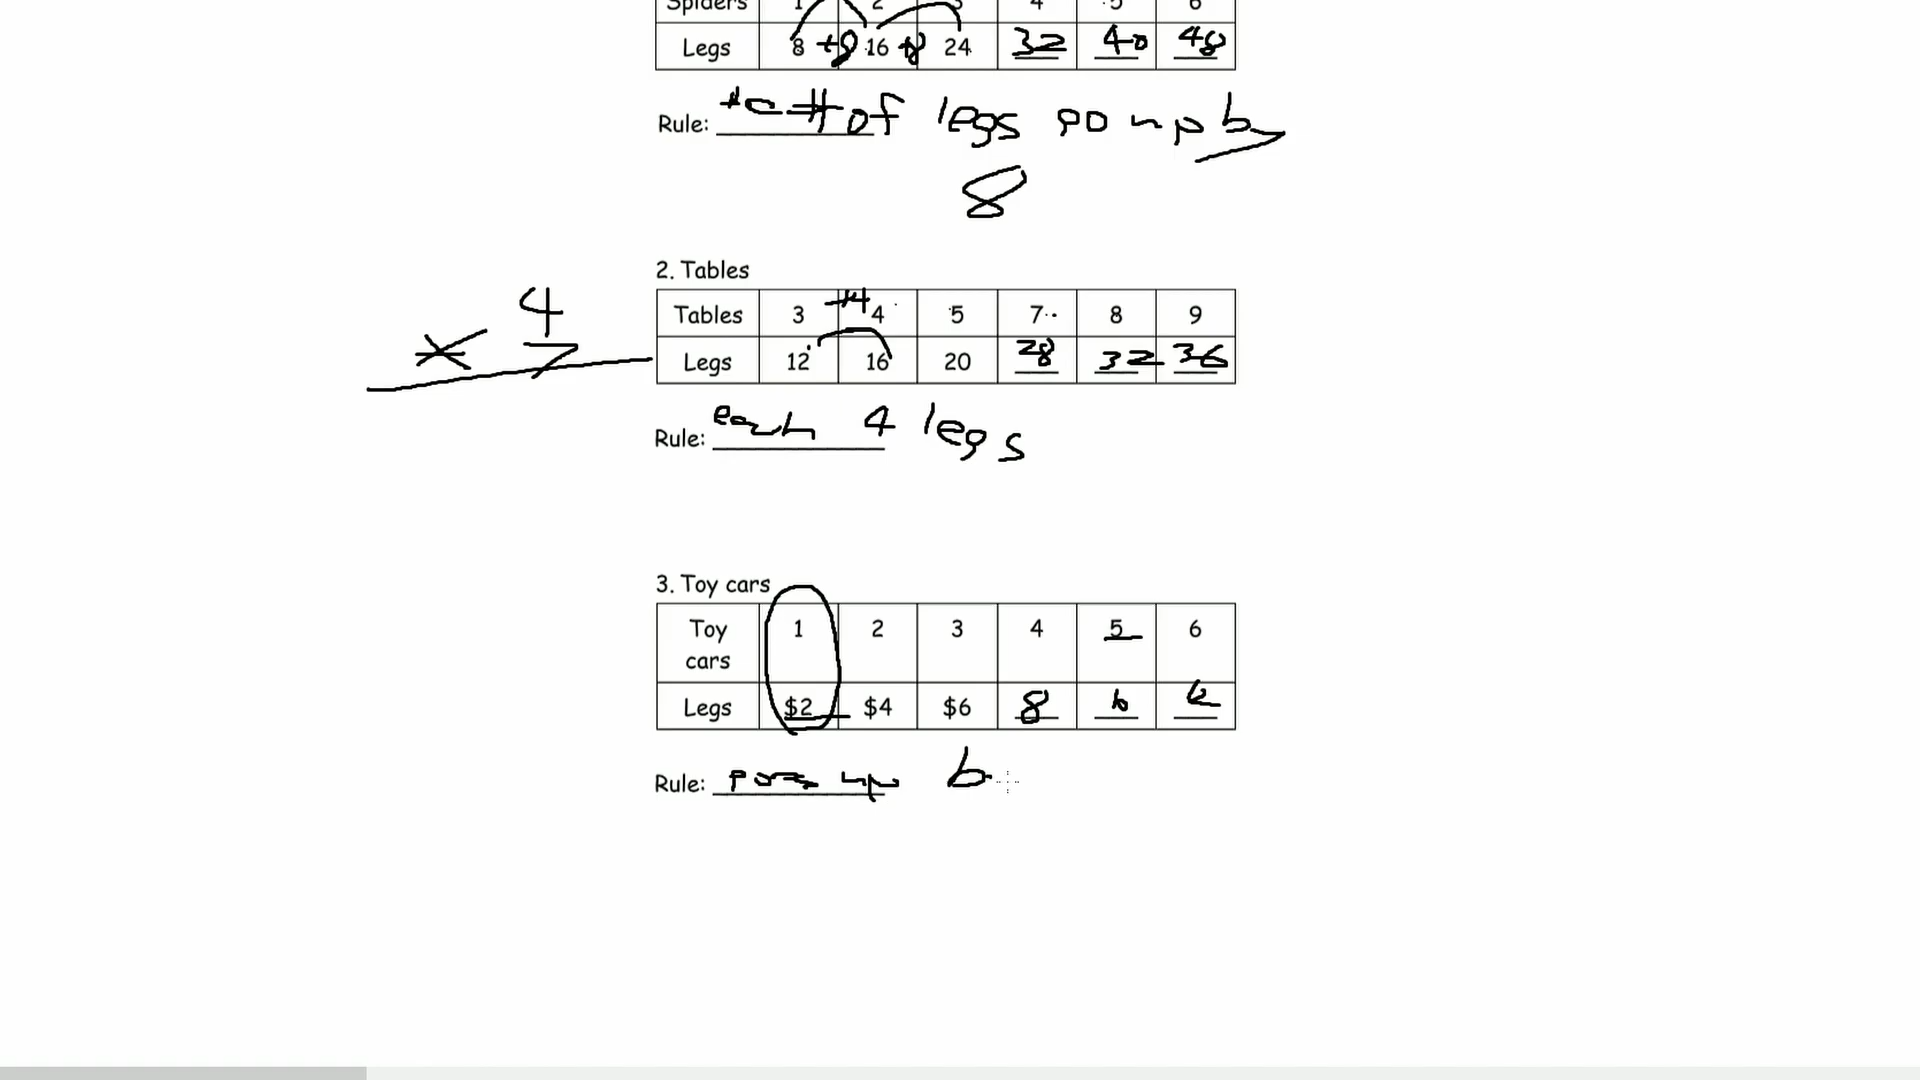 Spiders 1 2 3 4 5 6
Legs 8 +8 16 +8 24 32 40 48
Rule: # of legs go up by
8
2. Tables
4
Tables 3 +4 4 5 7 8 9
* 7
Legs 12 16 20 28 32 36
Rule: each 4 legs
3. Toy cars
Toy 1 2 3 4 5 6
cars
Legs $2 $4 $6 8
Rule: up b